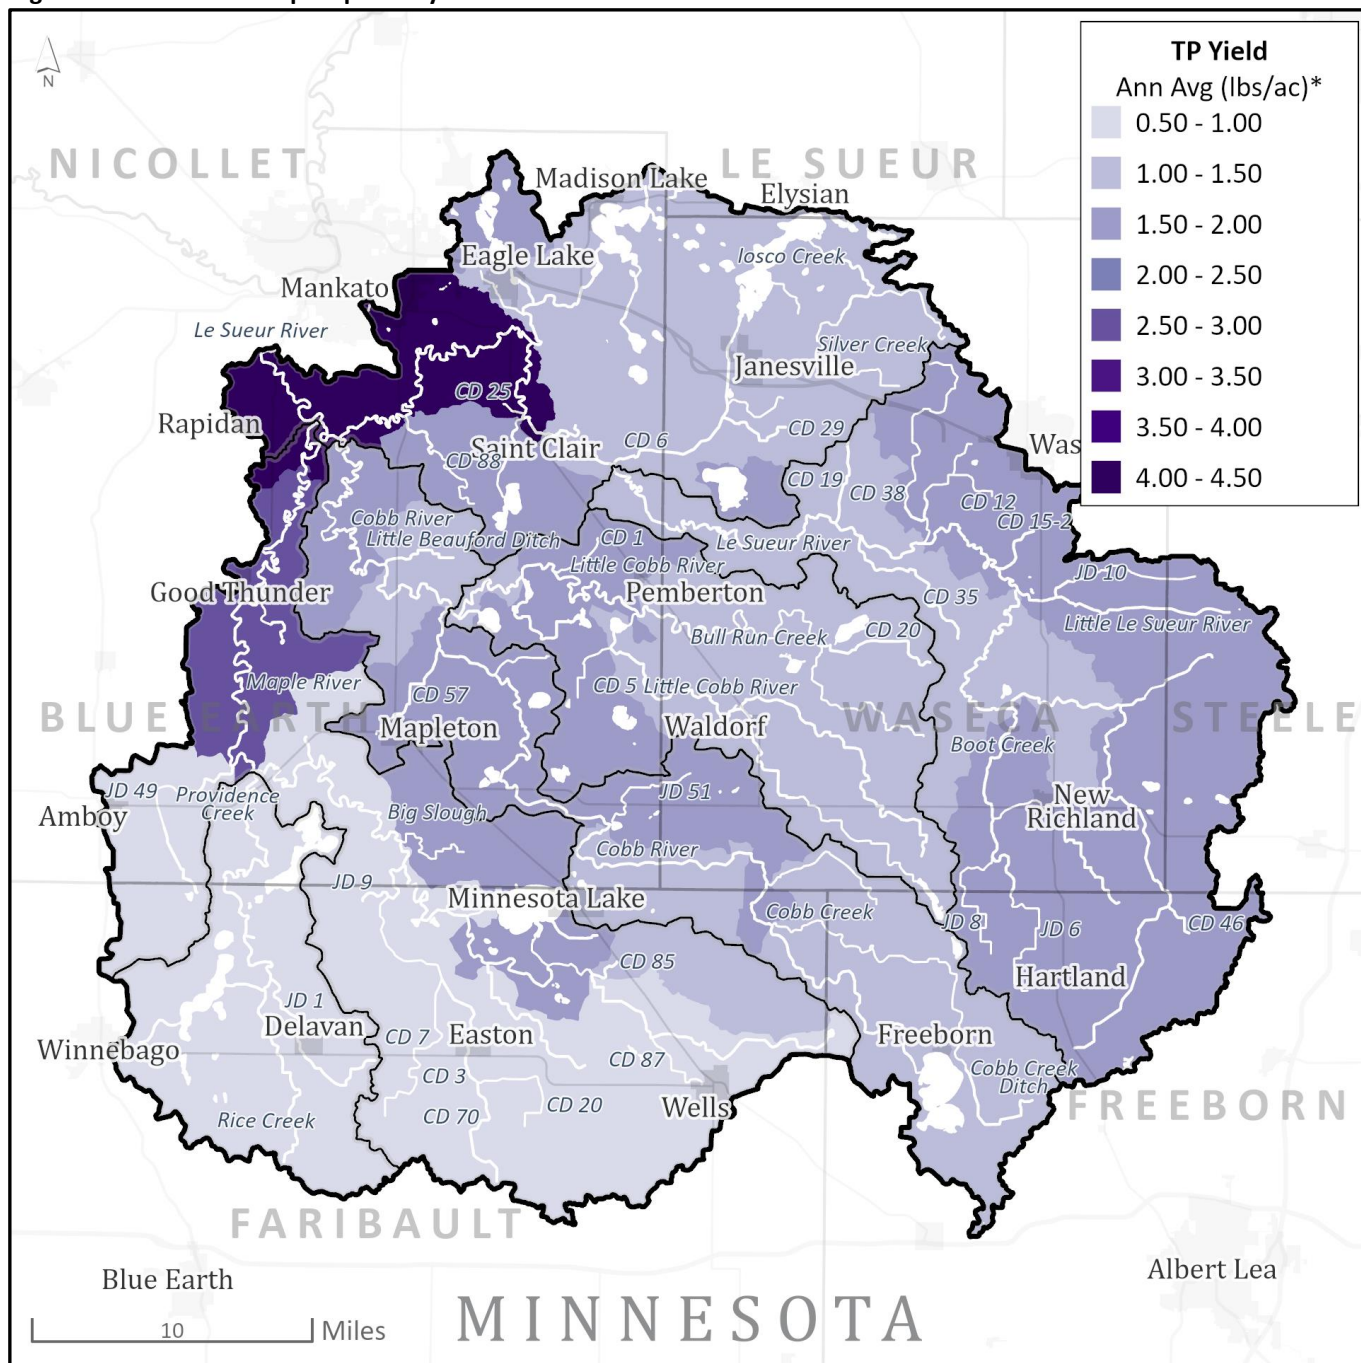 N
NICOLLET
LE SUEUR
TP Yield
Ann Avg (lbs/ac)*
0.50 - 1.00
1.00 - 1.50
1.50 - 2.00
2.00 - 2.50
2.50 - 3.00
3.00 - 3.50
3.50 - 4.00
4.00 - 4.50
Madison Lake
Elysian
Eagle Lake
Iosco Creek
Mankato
Le Sueur River
Silver Creek
Janesville
CD 25
Rapidan
Saint Clair
CD 6
CD 29
Was
CD 88
CD 19
CD 38
CD 12
CD 15-2
Cobb River
Little Beauford Ditch
CD 1
Le Sueur River
Little Cobb River
JD 10
Good Thunder
Pemberton
CD 35
Little Le Sueur River
Bull Run Creek
CD 20
Maple River
CD 57
CD 5
Little Cobb River
BLUE EARTH
Mapleton
Waldorf
WASECA
STEELE
Boot Creek
JD 49
Providence
Creek
JD 51
New
Richland
Amboy
Big Slough
Cobb River
JD 9
Minnesota Lake
Cobb Creek
JD 8
JD 6
CD 46
CD 85
Hartland
JD 1
Delavan
CD 7
Easton
Freeborn
Winnebago
CD 87
CD 3
Cobb Creek
Ditch
CD 20
Wells
FREEBORN
Rice Creek
CD 70
FARIBAULT
Blue Earth
Albert Lea
MINNESOTA
10
Miles